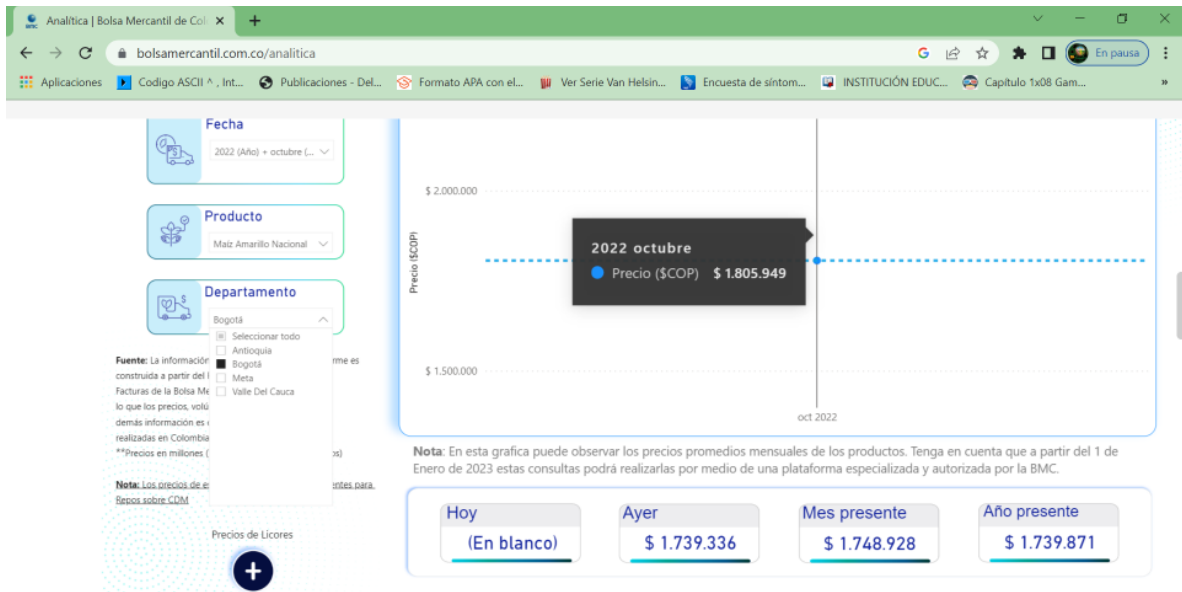 Analítica | Bolsa Mercantil de Col
bolsamercantil.com.co/analitica
En pausa
Aplicaciones
Codigo ASCII ^ , Int...
Publicaciones - Del...
Formato APA con el...
Ver Serie Van Helsin...
Encuesta de síntom...
INSTITUCIÓN EDUC...
Capítulo 1x08 Gam...
»
Fecha
2022 (Año) + octubre (...
Producto
Maíz Amarillo Nacional
Departamento
Bogotá
Seleccionar todo
Antioquia
Bogotá
Meta
Valle Del Cauca
Fuente: La información
rme es
construida a partir del
Facturas de la Bolsa Me
lo que los precios, volú
demás información es
realizadas en Colombia
**Precios en millones (
os)
Nota: Los precios de e
entes para
Repos sobre CDM
Precios de Licores
+
Precio ($COP)
$ 2.000.000
$ 1.500.000
2022 octubre
Precio ($COP) $ 1.805.949
oct 2022
Nota: En esta grafica puede observar los precios promedios mensuales de los productos. Tenga en cuenta que a partir del 1 de
Enero de 2023 estas consultas podrá realizarlas por medio de una plataforma especializada y autorizada por la BMC.
Hoy
(En blanco)
Ayer
$ 1.739.336
Mes presente
$ 1.748.928
Año presente
$ 1.739.871